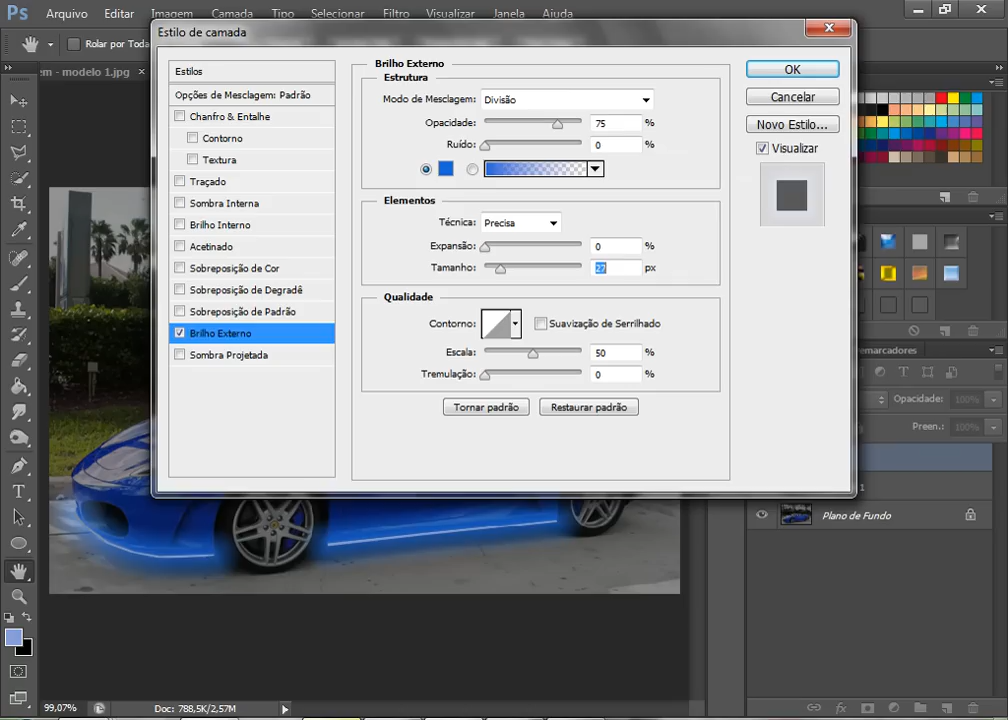 Ps Arquivo Editar Imagem Camada Tipo Selecionar Filtro Visualizar Janela Ajuda
Rolar por Toda
em - modelo 1.jpg
Estilo de camada
Estilos
Opções de Mesclagem: Padrão
Chanfro & Entalhe
Contorno
Textura
Traçado
Sombra Interna
Brilho Interno
Acetinado
Sobreposição de Cor
Sobreposição de Degradê
Sobreposição de Padrão
Brilho Externo
Sombra Projetada
Brilho Externo
Estrutura
Modo de Mesclagem: Divisão
Opacidade: 75 %
Ruído: 0 %
Elementos
Técnica: Precisa
Expansão: 0 %
Tamanho: 27 px
Qualidade
Contorno: Suavização de Serrilhado
Escala: 50 %
Tremulação: 0 %
Tornar padrão Restaurar padrão
OK
Cancelar
Novo Estilo...
Visualizar
emarcadores
Opacidade: 100%
Preen.: 100%
1
Plano de Fundo
99,07% Doc: 788,5K/2,57M